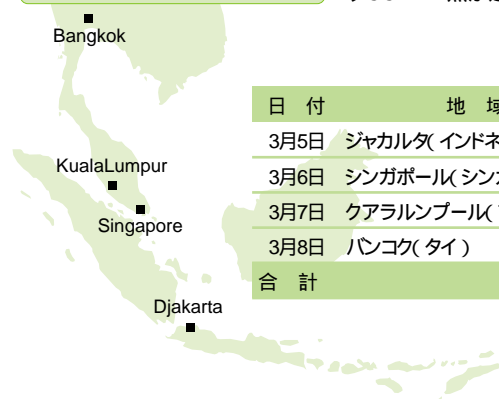 Bangkok
日 付 地 域
3月5日 ジャカルタ(インドネ
3月6日 シンガポール(シンガ
3月7日 クアラルンプール(
3月8日 バンコク(タイ)
合 計
KualaLumpur
Singapore
Djakarta